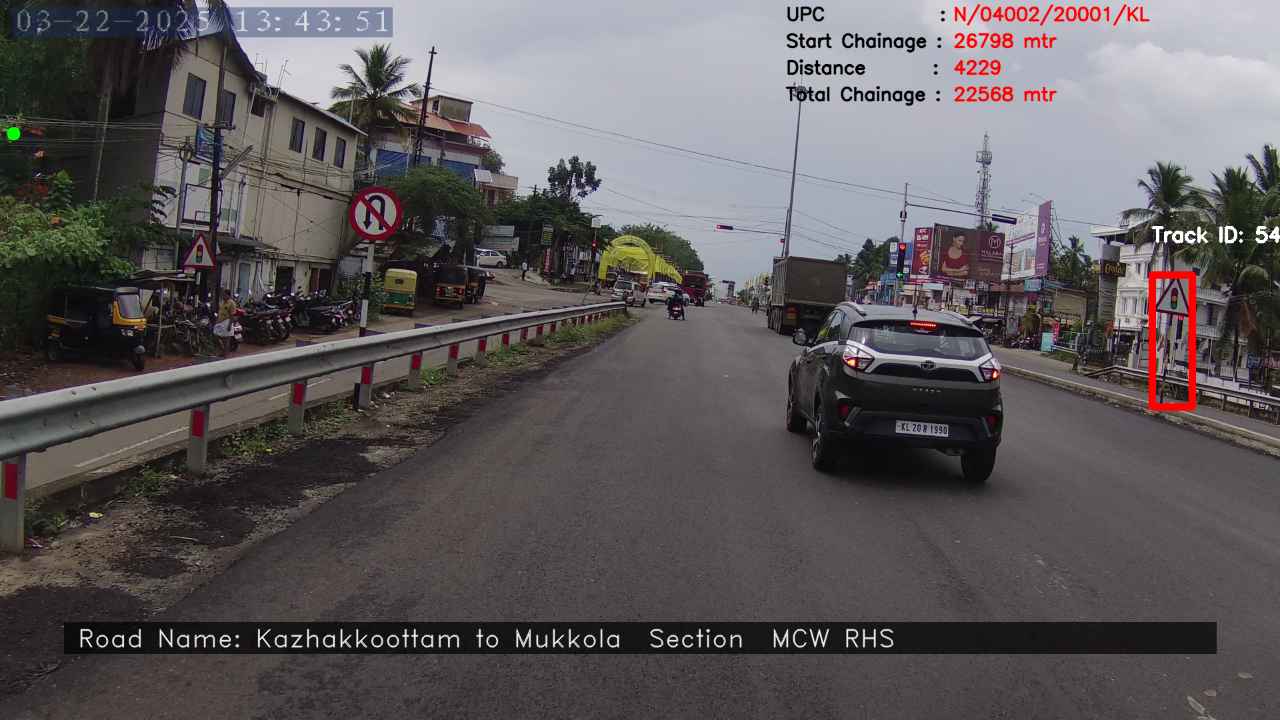 03-22-2025 13:43:51
UPC : N/04002/20001/KL
Start Chainage : 26798 mtr
Distance : 4229
Total Chainage : 22568 mtr
Track ID: 54
KL 20 R 1990
Road Name: Kazhakkoottam to Mukkola Section MCW RHS